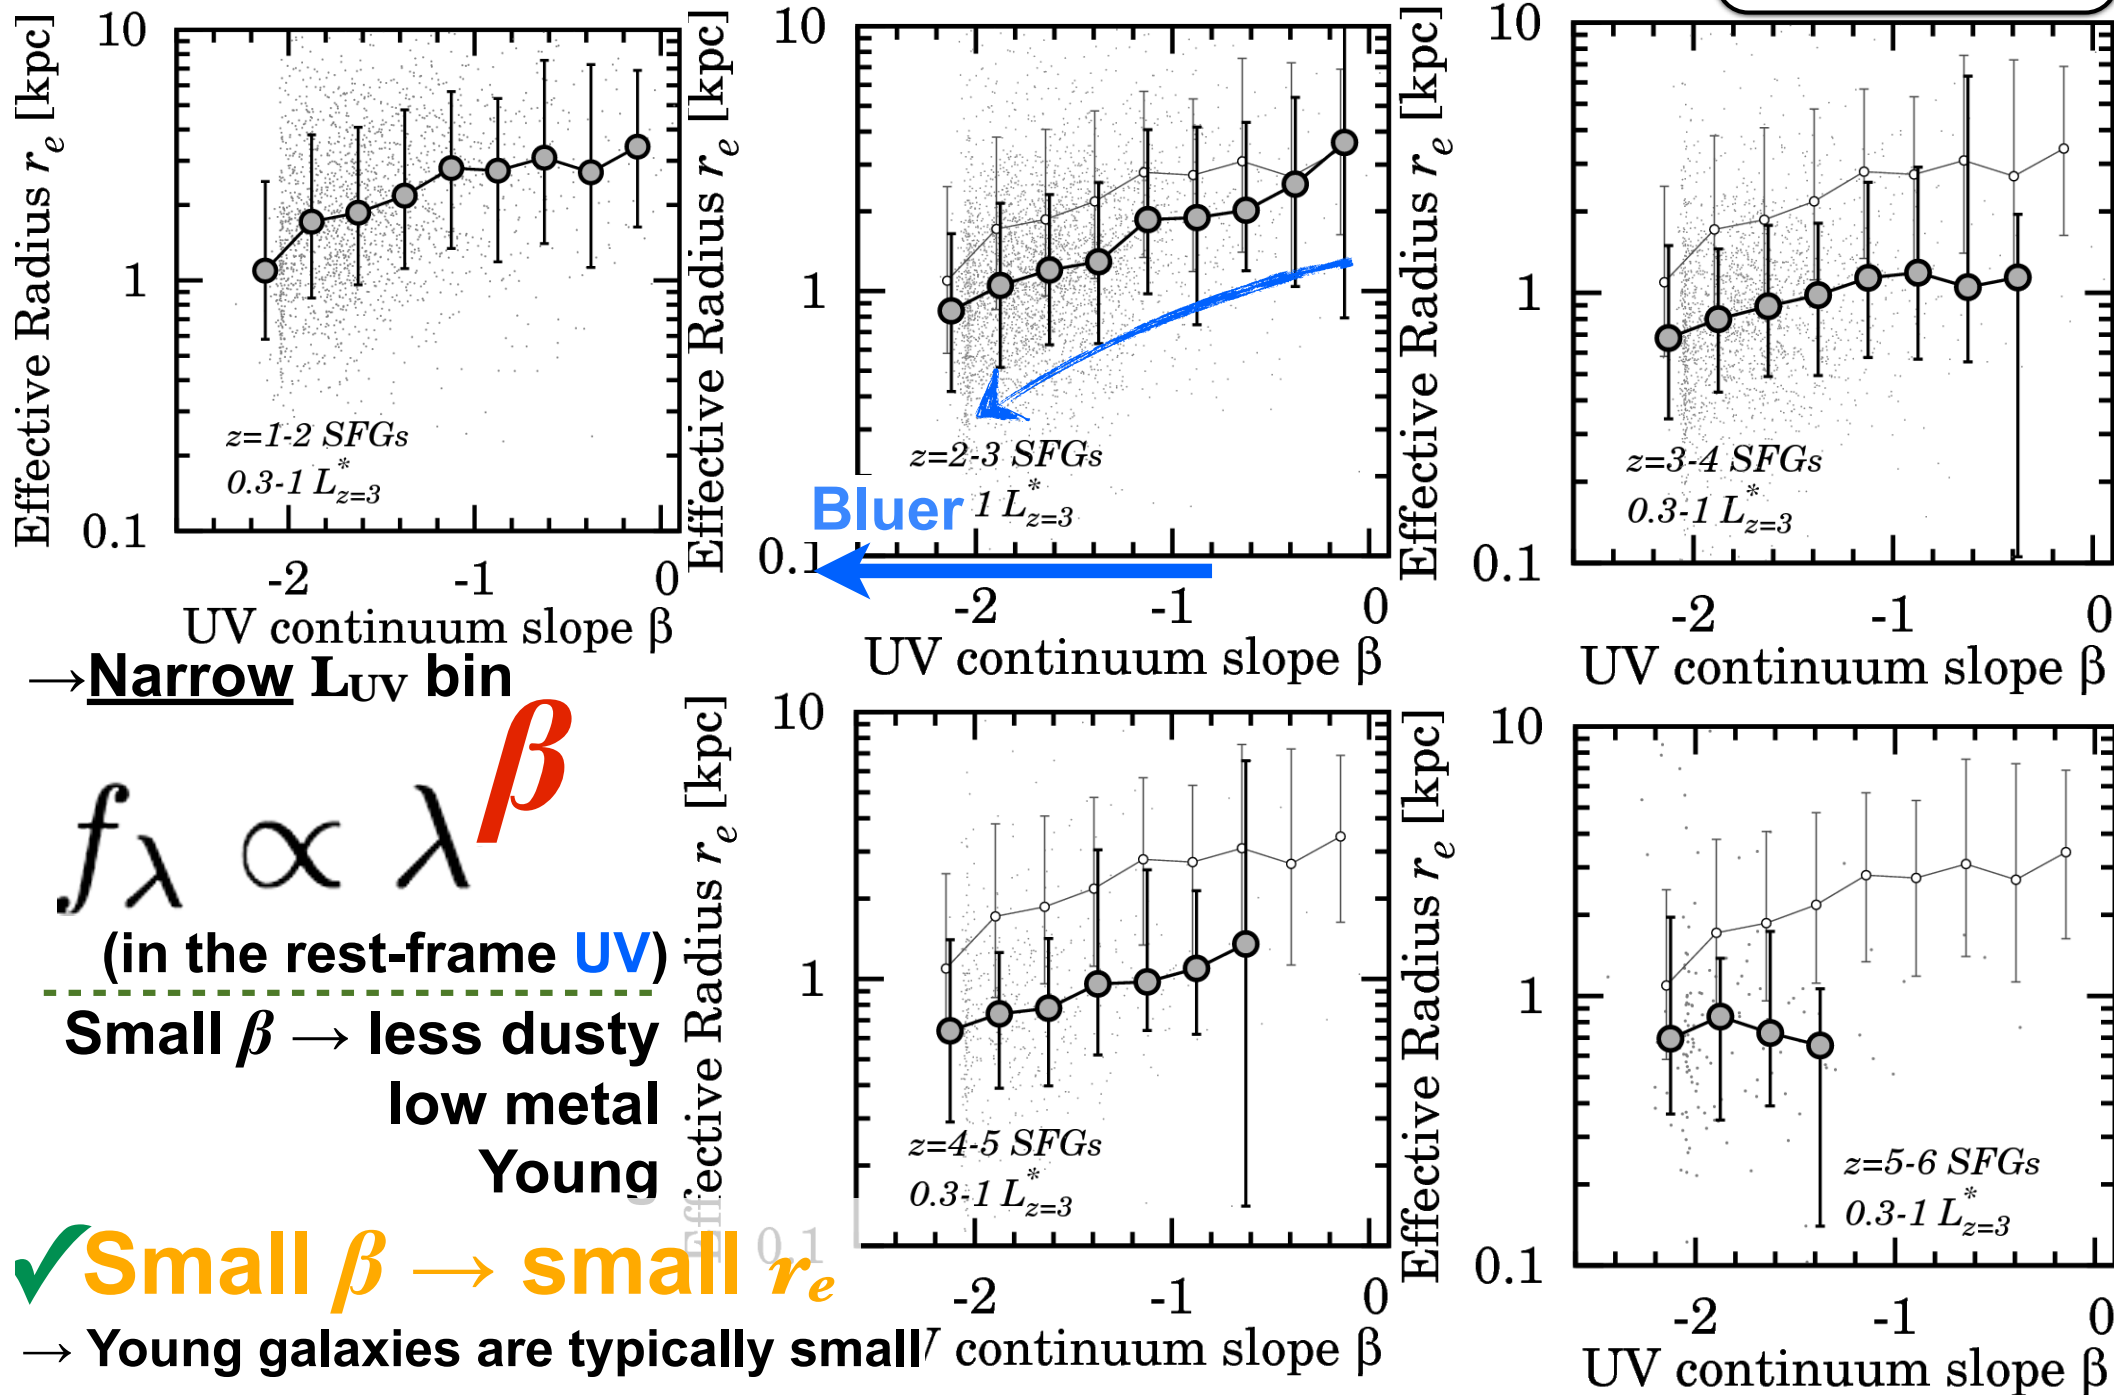 10
1
0.1
-2
-1
0
Effective Radius r_e [kpc]
z=1-2 SFGs
0.3-1 L*_{z=3}
UV continuum slope β
10
1
0.1
-2
-1
0
Effective Radius r_e [kpc]
z=2-3 SFGs
1 L*_{z=3}
Bluer
UV continuum slope β
10
1
0.1
-2
-1
0
Effective Radius r_e [kpc]
z=3-4 SFGs
0.3-1 L*_{z=3}
UV continuum slope β
→Narrow L_UV bin
f_λ ∝ λ^β
(in the rest-frame UV)
Small β → less dusty
low metal
Young
✓Small β → small r_e
→ Young galaxies are typically small
10
1
0.1
-2
-1
0
Effective Radius r_e [kpc]
z=4-5 SFGs
0.3-1 L*_{z=3}
continuum slope β
10
1
0.1
-2
-1
0
Effective Radius r_e [kpc]
z=5-6 SFGs
0.3-1 L*_{z=3}
UV continuum slope β